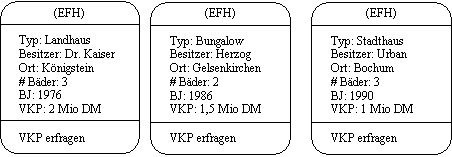 (EFH)
Typ: Landhaus
Besitzer: Dr. Kaiser
Ort: Königstein
# Bäder: 3
BJ: 1976
VKP: 2 Mio DM
VKP erfragen
(EFH)
Typ: Bungalow
Besitzer: Herzog
Ort: Gelsenkirchen
# Bäder: 2
BJ: 1986
VKP: 1,5 Mio DM
VKP erfragen
(EFH)
Typ: Stadthaus
Besitzer: Urban
Ort: Bochum
# Bäder: 3
BJ: 1990
VKP: 1 Mio DM
VKP erfragen